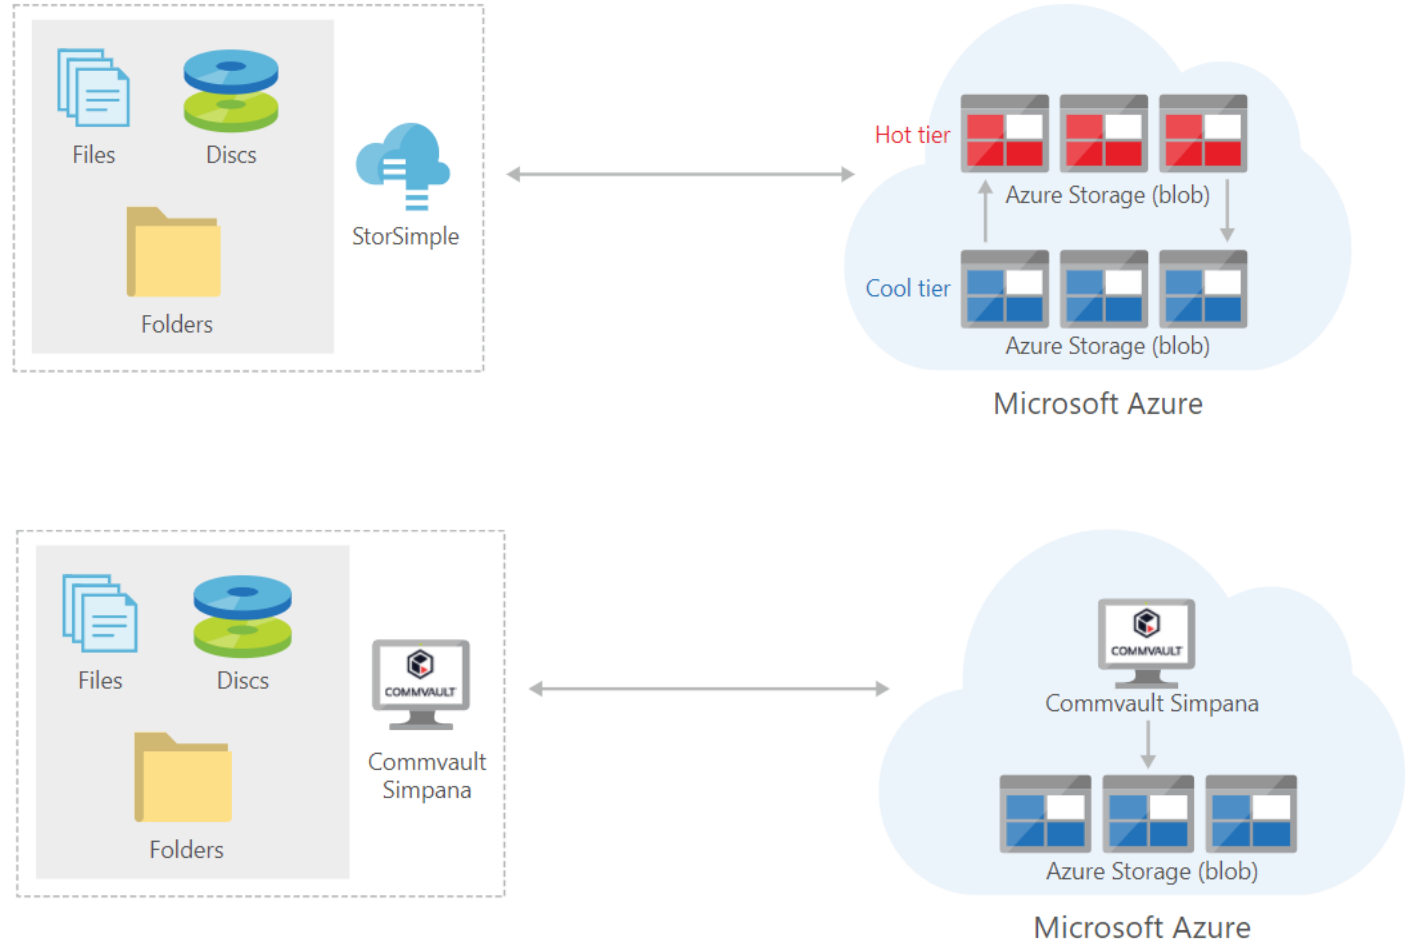 Files
Discs
StorSimple
Folders
Hot tier
Azure Storage (blob)
Cool tier
Azure Storage (blob)
Microsoft Azure
Files
Discs
COMMVAULT
Commvault
Simpana
Folders
COMMVAULT
Commvault Simpana
Azure Storage (blob)
Microsoft Azure